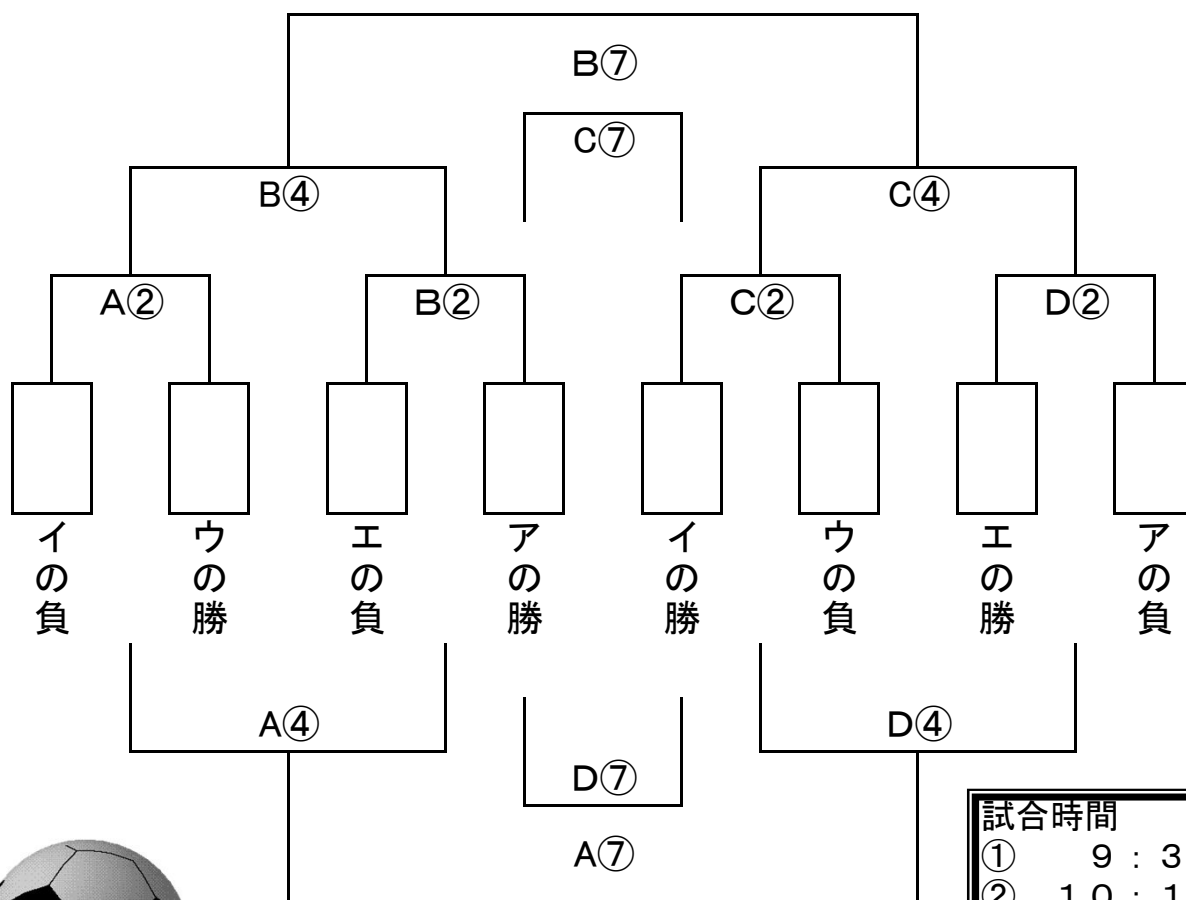 B⑦
C⑦
B④
C④
A②
B②
C②
D②
イの負
ウの勝
エの負
アの勝
イの勝
ウの負
エの勝
アの負
A④
D④
D⑦
A⑦
試合時間
① 9:3
② 10:1